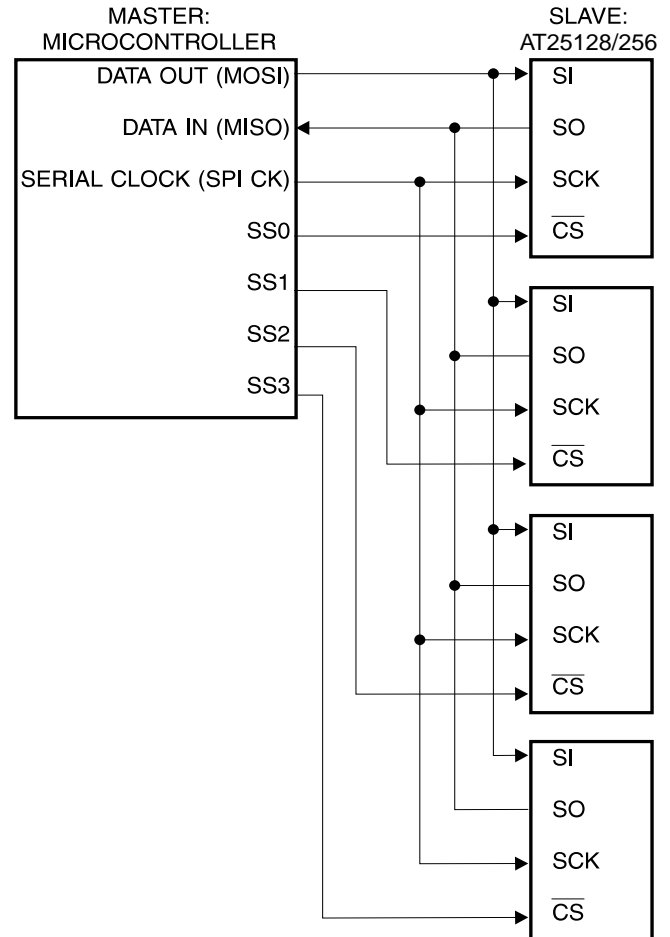 MASTER:
MICROCONTROLLER
SLAVE:
AT25128/256
DATA OUT (MOSI)
DATA IN (MISO)
SERIAL CLOCK (SPI CK)
SS0
SS1
SS2
SS3
SI
SO
SCK
CS
SI
SO
SCK
CS
SI
SO
SCK
CS
SI
SO
SCK
CS